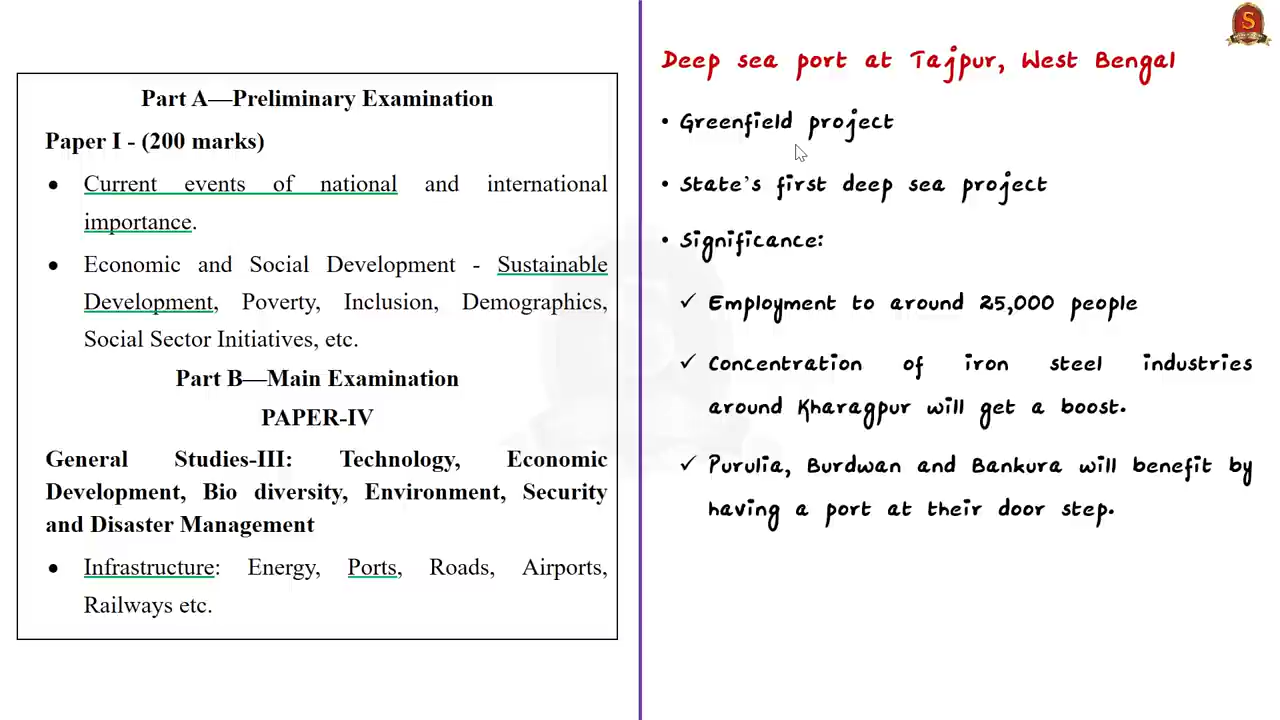 Part A—Preliminary Examination
Paper I - (200 marks)
● Current events of national and international
importance.
● Economic and Social Development - Sustainable
Development, Poverty, Inclusion, Demographics,
Social Sector Initiatives, etc.
Part B—Main Examination
PAPER-IV
General Studies-III: Technology, Economic
Development, Bio diversity, Environment, Security
and Disaster Management
● Infrastructure: Energy, Ports, Roads, Airports,
Railways etc.
S
Deep sea port at Tajpur, West Bengal
• Greenfield project
• State's first deep sea project
• Significance:
✓ Employment to around 25,000 people
✓ Concentration of iron steel industries
around Kharagpur will get a boost.
✓ Purulia, Burdwan and Bankura will benefit by
having a port at their door step.